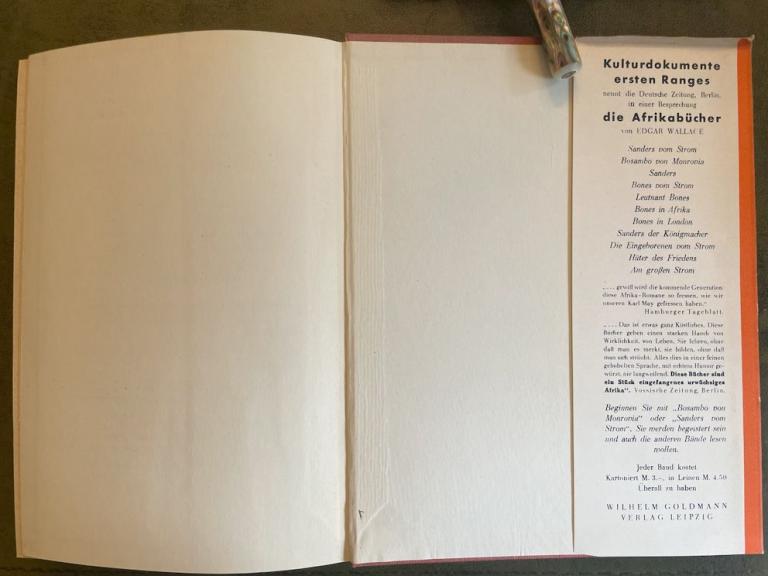 Kulturdokumente
ersten Ranges
nennt die Deutsche Zeitung, Berlin,
in einer Besprechung
die Afrikabücher
von EDGAR WALLACE
Sanders vom Strom
Bosambo von Monrovia
Sanders
Bones vom Strom
Leutnant Bones
Bones in Afrika
Bones in London
Sanders der Königmacher
Die Eingeborenen vom Strom
Hüter des Friedens
Am großen Strom
„.... gewiß wird die kommende Generation
diese Afrika-Romane so fressen, wie wir
unseren Karl May gefressen haben."
Hamburger Tageblatt.
„.... Das ist etwas ganz Köstliches. Diese
Bücher geben einen starken Hauch von
Wirklichkeit, von Leben. Sie lehren, ohne
daß man es merkt, sie bilden, ohne daß
man sich sträubt. Alles dies in einer feinen
gehobenen Sprache, mit echtem Humor ge-
würzt, nie langweilend. Diese Bücher sind
ein Stück eingefangenen urwüchsigen
Afrika". Vossische Zeitung, Berlin.
Beginnen Sie mit „Bosambo von
Monrovia" oder „Sanders vom
Strom". Sie werden begeistert sein
und auch die anderen Bände lesen
wollen.
Jeder Band kostet
Kartoniert M. 3.-, in Leinen M. 4.50
Überall zu haben
WILHELM GOLDMANN
VERLAG LEIPZIG